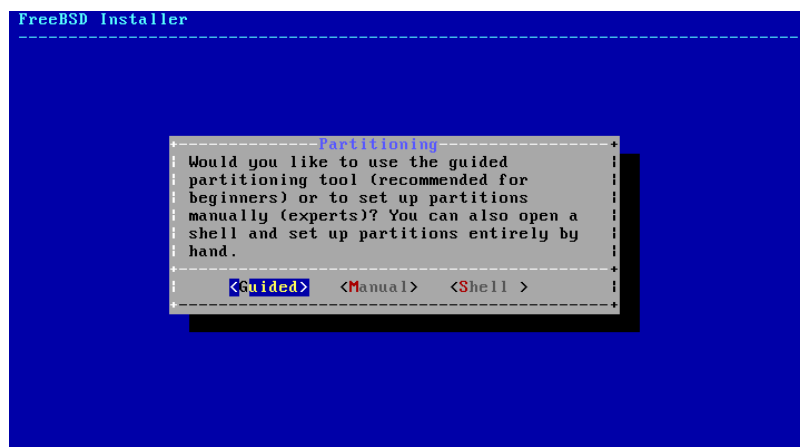 FreeBSD Installer
Partitioning
Would you like to use the guided
partitioning tool (recommended for
beginners) or to set up partitions
manually (experts)? You can also open a
shell and set up partitions entirely by
hand.
<Guided> <Manual> <Shell >